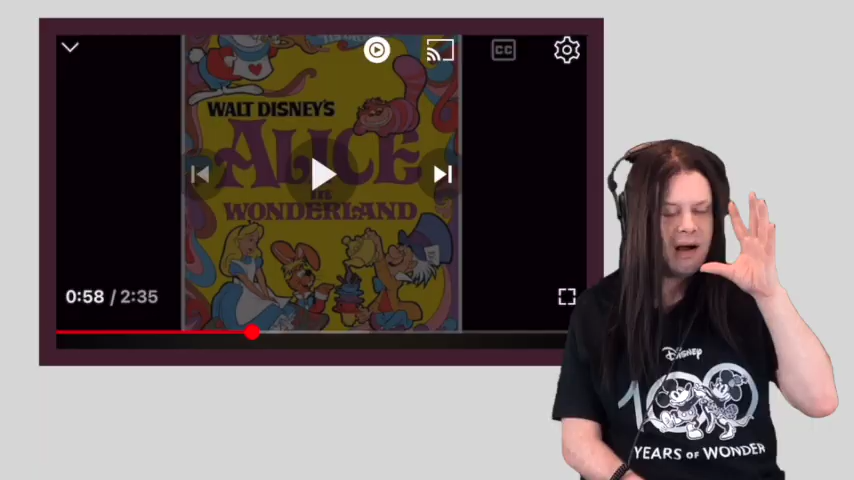 CC
WALT DISNEY'S
ALICE
IN
WONDERLAND
0:58 / 2:35
Disney
100
YEARS OF WONDER